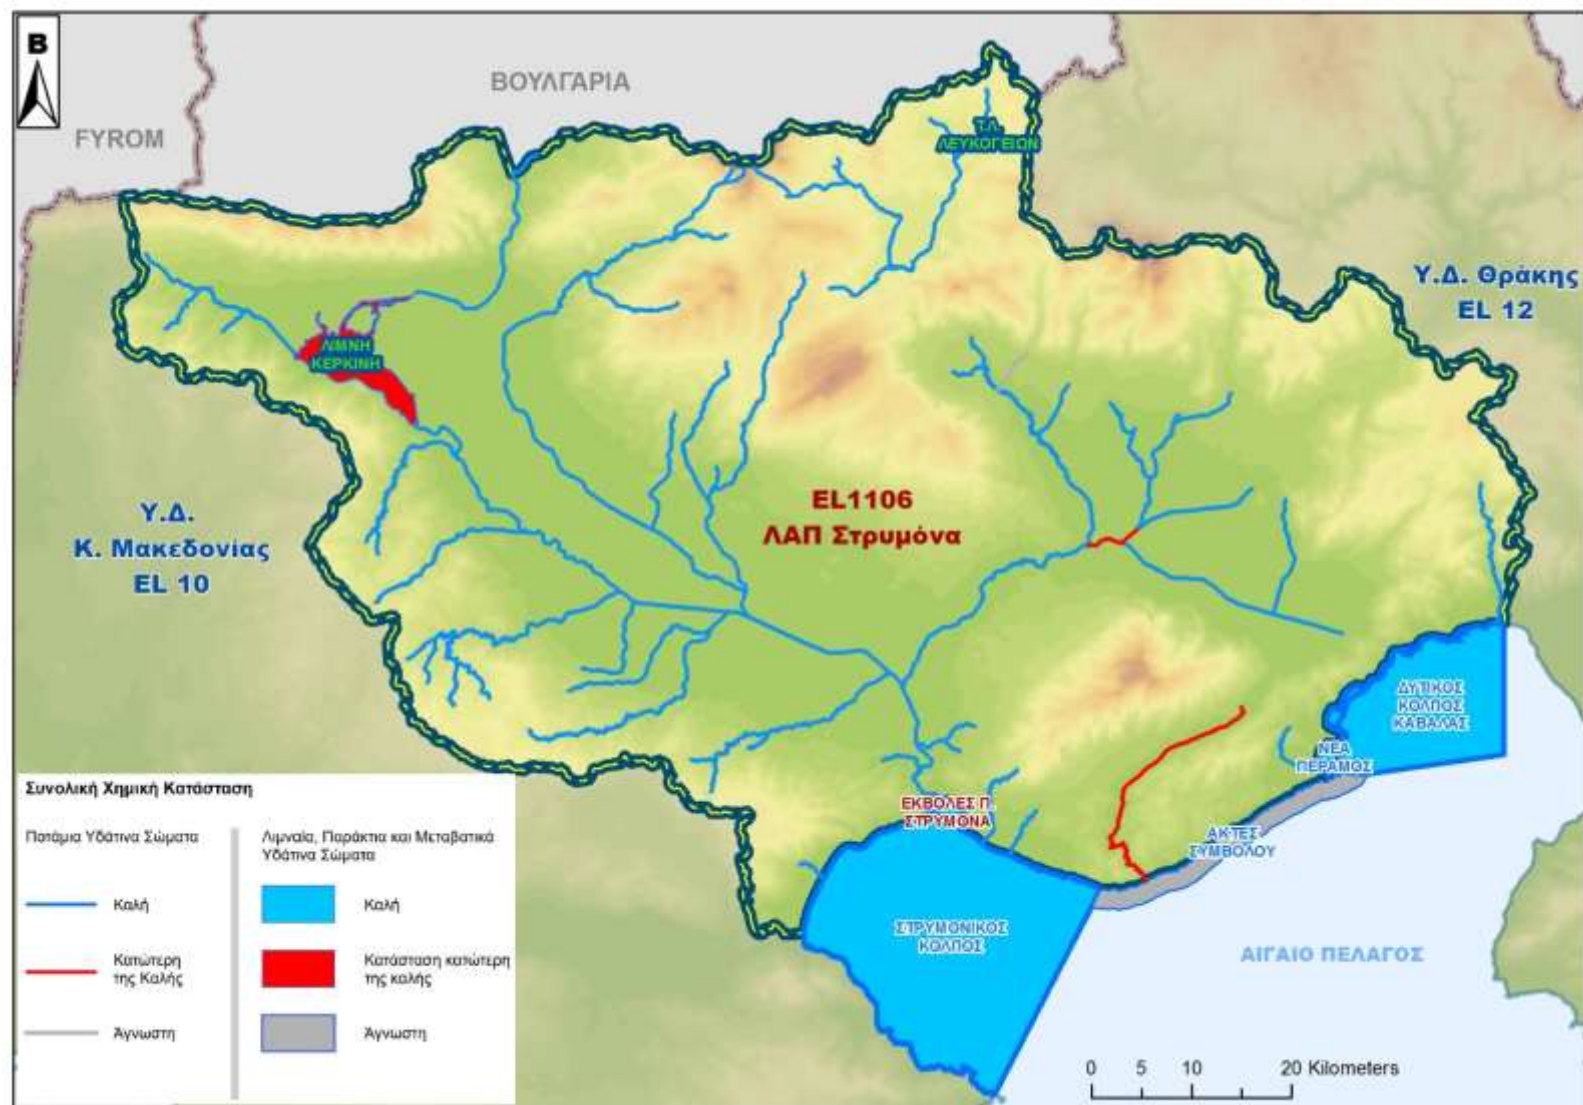 Β
FYROM
ΒΟΥΛΓΑΡΙΑ
Τ.Λ.
ΛΕΥΚΟΓΕΙΩΝ
Υ.Δ. Θράκης
EL 12
ΛΙΜΝΗ
ΚΕΡΚΙΝΗ
EL1106
ΛΑΠ Στρυμόνα
Υ.Δ.
Κ. Μακεδονίας
EL 10
ΔΥΤΙΚΟΣ
ΚΟΛΠΟΣ
ΚΑΒΑΛΑΣ
ΝΕΑ
ΠΕΡΑΜΟΣ
ΕΚΒΟΛΕΣ Π.
ΣΤΡΥΜΟΝΑ
ΑΚΤΕΣ
ΣΥΜΒΟΛΟΥ
ΣΤΡΥΜΟΝΙΚΟΣ
ΚΟΛΠΟΣ
ΑΙΓΑΙΟ ΠΕΛΑΓΟΣ
Συνολική Χημική Κατάσταση
Ποτάμια Υδάτινα Σώματα
Καλή
Κατώτερη
της Καλής
Άγνωστη
Λιμναία, Παράκτια και Μεταβατικά
Υδάτινα Σώματα
Καλή
Κατάσταση κατώτερη
της καλής
Άγνωστη
0 5 10 20 Kilometers